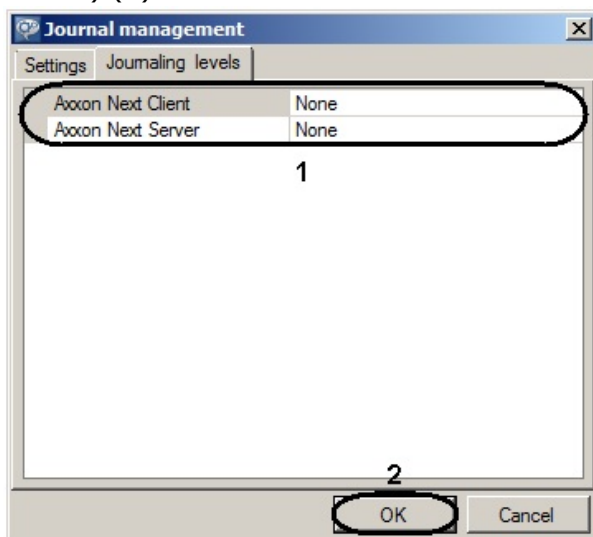 Journal management
Settings Journaling levels
Axxon Next Client None
Axxon Next Server None
1
2
OK Cancel